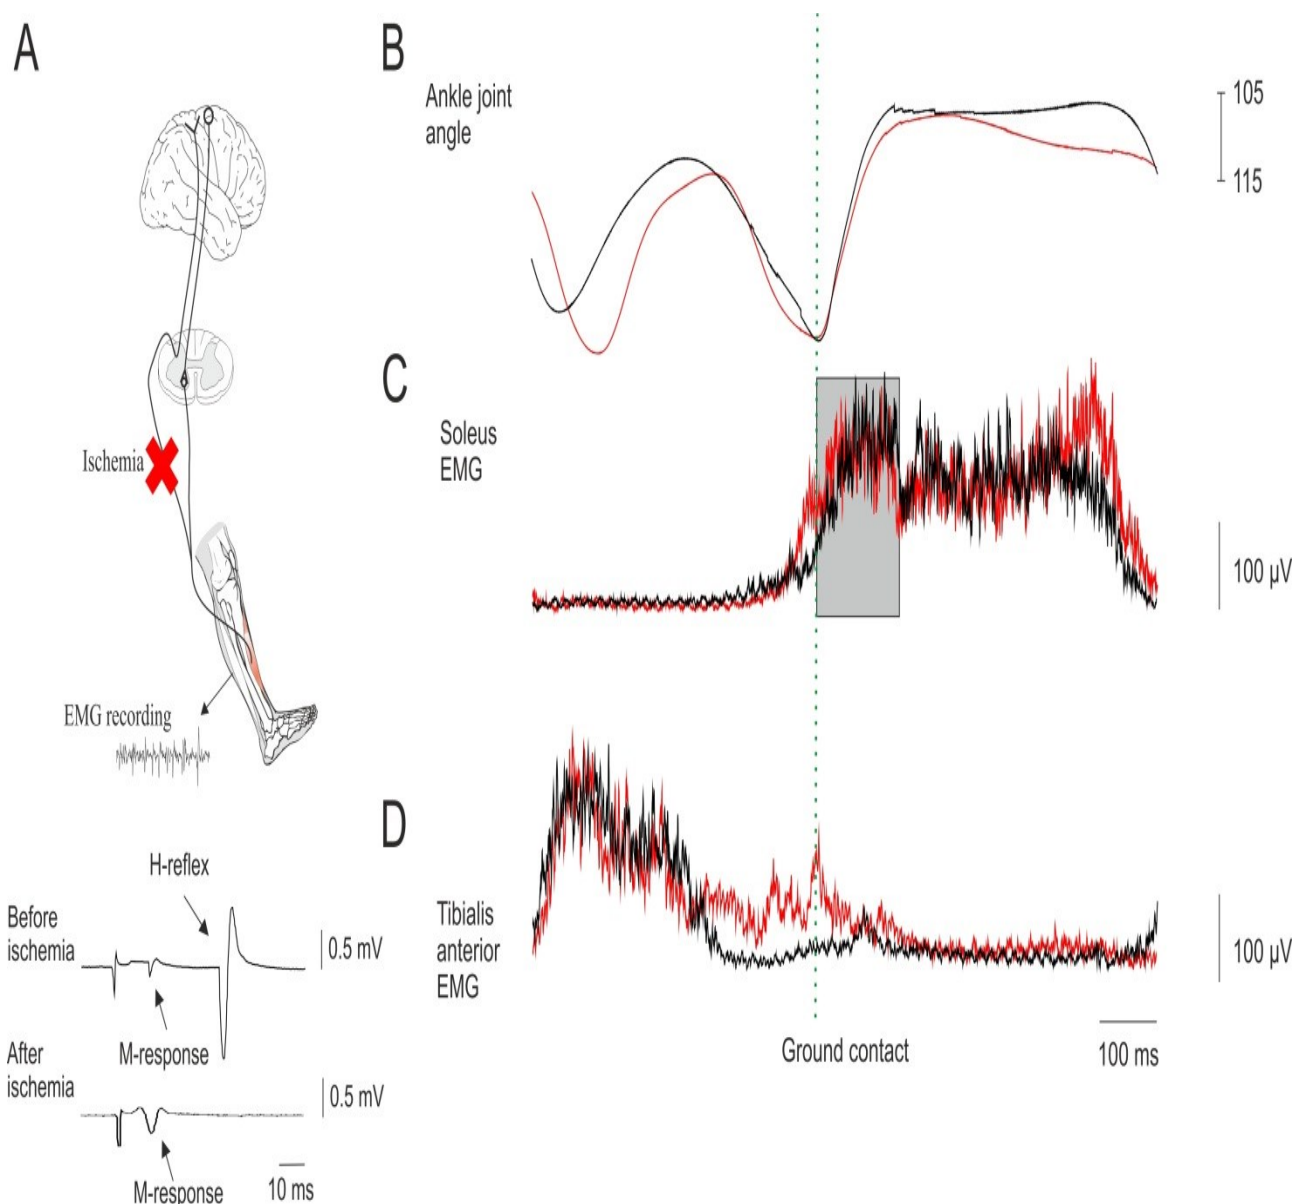 A
Ischemia
EMG recording
H-reflex
Before
ischemia
0.5 mV
M-response
After
ischemia
0.5 mV
M-response
10 ms
B
Ankle joint
angle
105
115
C
Soleus
EMG
100 µV
D
Tibialis
anterior
EMG
100 µV
Ground contact
100 ms